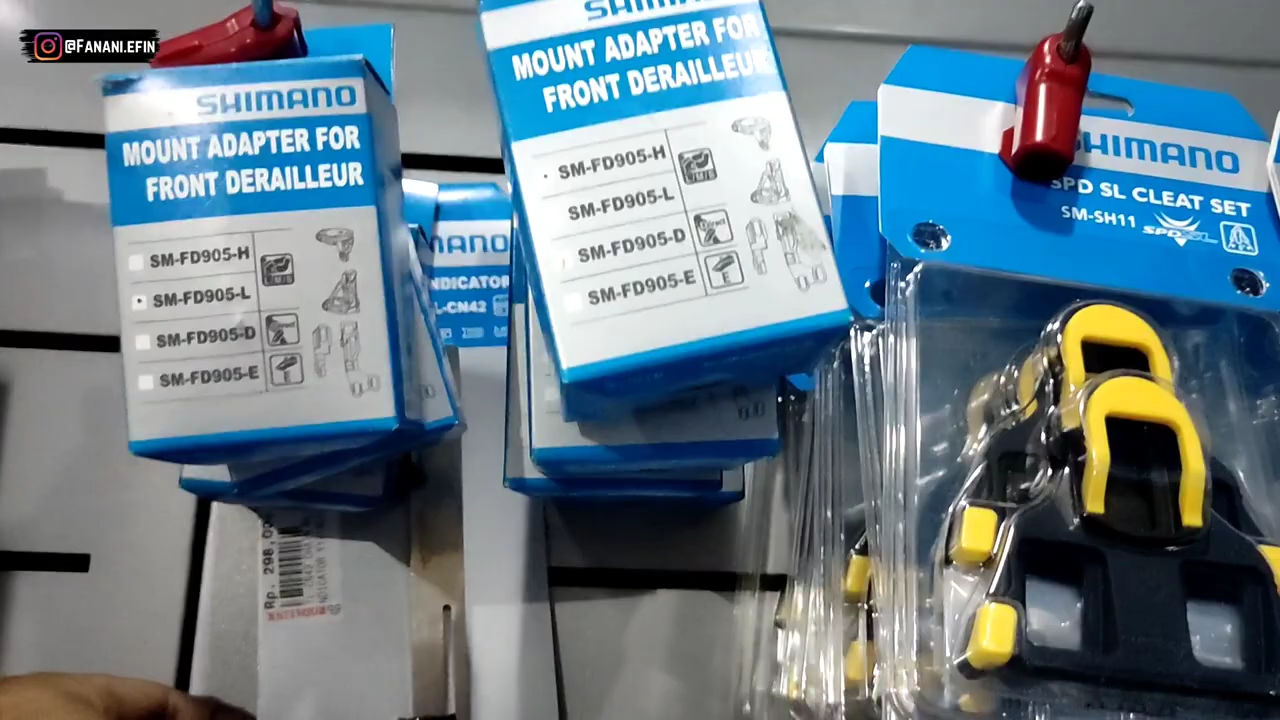 @FANANI.EFIN
SHIMANO
MOUNT ADAPTER FOR
FRONT DERAILLEUR
SM-FD905-H
SM-FD905-L
SM-FD905-D
SM-FD905-E
E
SHIMANO
MOUNT ADAPTER FOR
FRONT DERAILLEUR
SM-FD905-H
SM-FD905-L
SM-FD905-D
SM-FD905-E
E
MANO
NDICATOR
L-CN42
Rp. 298.0
RODALINK
SHIMANO
SPD SL CLEAT SET
SM-SH11
SPD-SL